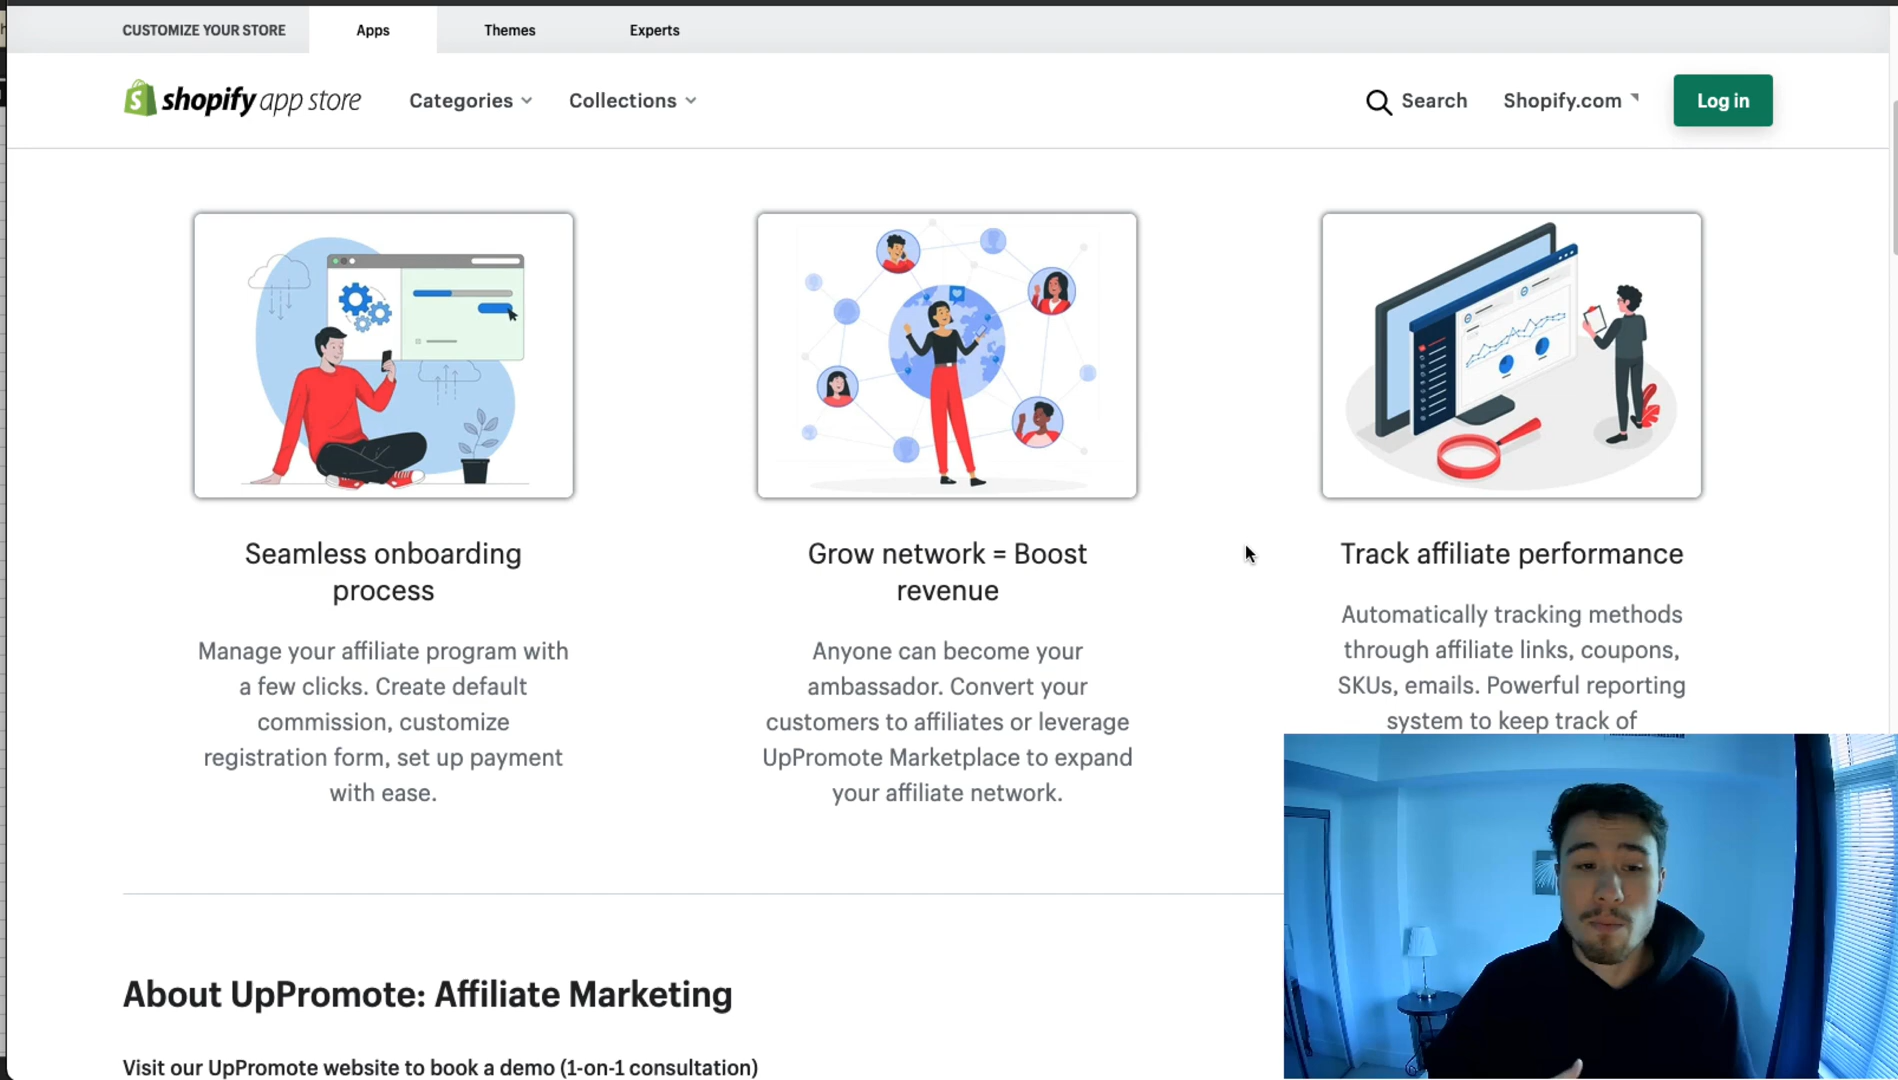 CUSTOMIZE YOUR STORE Apps Themes Experts
shopify app store Categories Collections Search Shopify.com Log in
Seamless onboarding
process
Manage your affiliate program with
a few clicks. Create default
commission, customize
registration form, set up payment
with ease.
Grow network = Boost
revenue
Anyone can become your
ambassador. Convert your
customers to affiliates or leverage
UpPromote Marketplace to expand
your affiliate network.
Track affiliate performance
Automatically tracking methods
through affiliate links, coupons,
SKUs, emails. Powerful reporting
system to keep track of
About UpPromote: Affiliate Marketing
Visit our UpPromote website to book a demo (1-on-1 consultation)